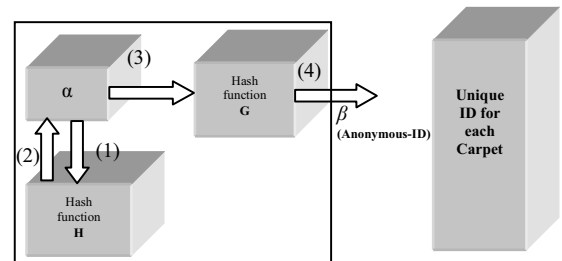 (3)
α
Hash
function
G
(4)
β
(Anonymous-ID)
Unique
ID for
each
Carpet
(2)
(1)
Hash
function
H